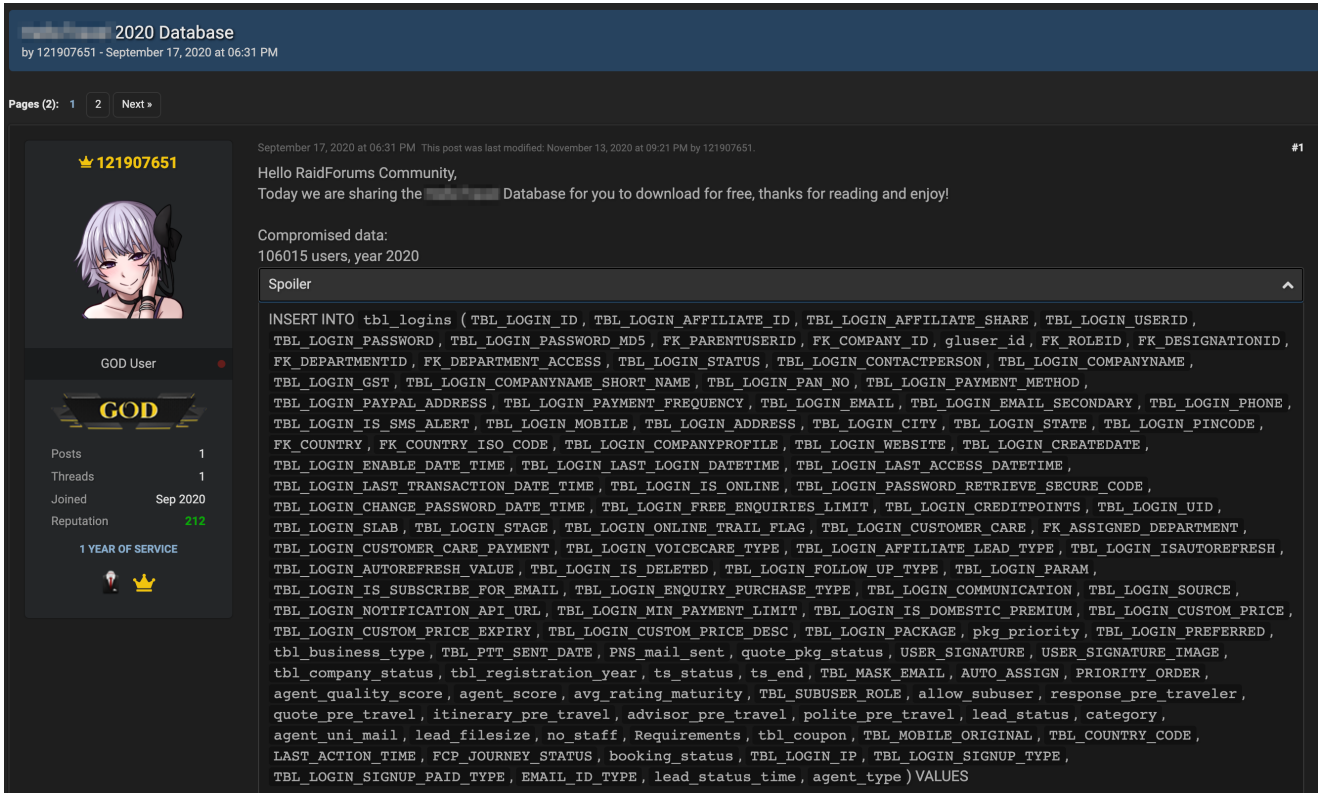 2020 Database
by 121907651 - September 17, 2020 at 06:31 PM
Pages (2): 1 2 Next »
121907651
GOD User
GOD
Posts 1
Threads 1
Joined Sep 2020
Reputation 212
1 YEAR OF SERVICE
September 17, 2020 at 06:31 PM This post was last modified: November 13, 2020 at 09:21 PM by 121907651. #1
Hello RaidForums Community,
Today we are sharing the Database for you to download for free, thanks for reading and enjoy!
Compromised data:
106015 users, year 2020
Spoiler
INSERT INTO tbl_logins ( TBL_LOGIN_ID , TBL_LOGIN_AFFILIATE_ID , TBL_LOGIN_AFFILIATE_SHARE , TBL_LOGIN_USERID ,
TBL_LOGIN_PASSWORD , TBL_LOGIN_PASSWORD_MD5 , FK_PARENTUSERID , FK_COMPANY_ID , gluser_id , FK_ROLEID , FK_DESIGNATIONID ,
FK_DEPARTMENTID , FK_DEPARTMENT_ACCESS , TBL_LOGIN_STATUS , TBL_LOGIN_CONTACTPERSON , TBL_LOGIN_COMPANYNAME ,
TBL_LOGIN_GST , TBL_LOGIN_COMPANYNAME_SHORT_NAME , TBL_LOGIN_PAN_NO , TBL_LOGIN_PAYMENT_METHOD ,
TBL_LOGIN_PAYPAL_ADDRESS , TBL_LOGIN_PAYMENT_FREQUENCY , TBL_LOGIN_EMAIL , TBL_LOGIN_EMAIL_SECONDARY , TBL_LOGIN_PHONE ,
TBL_LOGIN_IS_SMS_ALERT , TBL_LOGIN_MOBILE , TBL_LOGIN_ADDRESS , TBL_LOGIN_CITY , TBL_LOGIN_STATE , TBL_LOGIN_PINCODE ,
FK_COUNTRY , FK_COUNTRY_ISO_CODE , TBL_LOGIN_COMPANYPROFILE , TBL_LOGIN_WEBSITE , TBL_LOGIN_CREATEDATE ,
TBL_LOGIN_ENABLE_DATE_TIME , TBL_LOGIN_LAST_LOGIN_DATETIME , TBL_LOGIN_LAST_ACCESS_DATETIME ,
TBL_LOGIN_LAST_TRANSACTION_DATE_TIME , TBL_LOGIN_IS_ONLINE , TBL_LOGIN_PASSWORD_RETRIEVE_SECURE_CODE ,
TBL_LOGIN_CHANGE_PASSWORD_DATE_TIME , TBL_LOGIN_FREE_ENQUIRIES_LIMIT , TBL_LOGIN_CREDITPOINTS , TBL_LOGIN_UID ,
TBL_LOGIN_SLAB , TBL_LOGIN_STAGE , TBL_LOGIN_ONLINE_TRAIL_FLAG , TBL_LOGIN_CUSTOMER_CARE , FK_ASSIGNED_DEPARTMENT ,
TBL_LOGIN_CUSTOMER_CARE_PAYMENT , TBL_LOGIN_VOICECARE_TYPE , TBL_LOGIN_AFFILIATE_LEAD_TYPE , TBL_LOGIN_ISAUTOREFRESH ,
TBL_LOGIN_AUTOREFRESH_VALUE , TBL_LOGIN_IS_DELETED , TBL_LOGIN_FOLLOW_UP_TYPE , TBL_LOGIN_PARAM ,
TBL_LOGIN_IS_SUBSCRIBE_FOR_EMAIL , TBL_LOGIN_ENQUIRY_PURCHASE_TYPE , TBL_LOGIN_COMMUNICATION , TBL_LOGIN_SOURCE ,
TBL_LOGIN_NOTIFICATION_API_URL , TBL_LOGIN_MIN_PAYMENT_LIMIT , TBL_LOGIN_IS_DOMESTIC_PREMIUM , TBL_LOGIN_CUSTOM_PRICE ,
TBL_LOGIN_CUSTOM_PRICE_EXPIRY , TBL_LOGIN_CUSTOM_PRICE_DESC , TBL_LOGIN_PACKAGE , pkg_priority , TBL_LOGIN_PREFERRED ,
tbl_business_type , TBL_PTT_SENT_DATE , PNS_mail_sent , quote_pkg_status , USER_SIGNATURE , USER_SIGNATURE_IMAGE ,
tbl_company_status , tbl_registration_year , ts_status , ts_end , TBL_MASK_EMAIL , AUTO_ASSIGN , PRIORITY_ORDER ,
agent_quality_score , agent_score , avg_rating_maturity , TBL_SUBUSER_ROLE , allow_subuser , response_pre_traveler ,
quote_pre_travel , itinerary_pre_travel , advisor_pre_travel , polite_pre_travel , lead_status , category ,
agent_uni_mail , lead_filesize , no_staff , Requirements , tbl_coupon , TBL_MOBILE_ORIGINAL , TBL_COUNTRY_CODE ,
LAST_ACTION_TIME , FCP_JOURNEY_STATUS , booking_status , TBL_LOGIN_IP , TBL_LOGIN_SIGNUP_TYPE ,
TBL_LOGIN_SIGNUP_PAID_TYPE , EMAIL_ID_TYPE , lead_status_time , agent_type ) VALUES